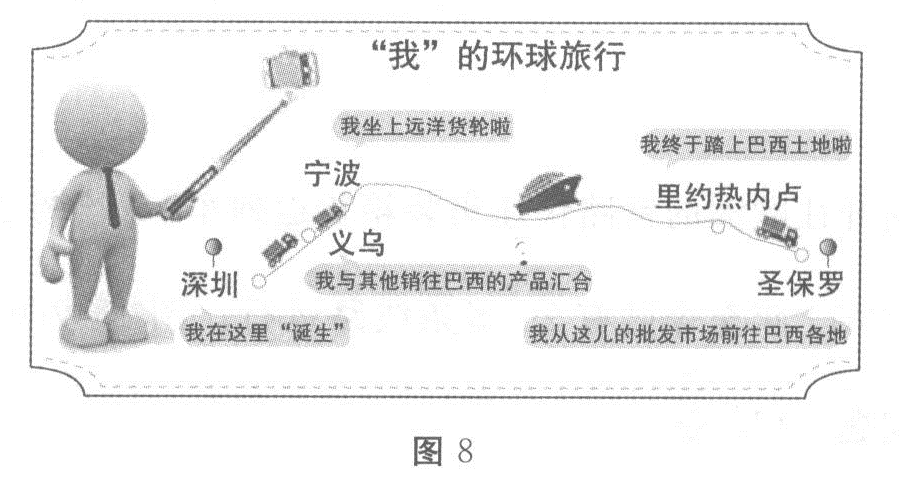 “我”的环球旅行
我坐上远洋货轮啦
宁波
我终于踏上巴西土地啦
里约热内卢
义乌
深圳
我与其他销往巴西的产品汇合
圣保罗
我在这里“诞生”
我从这儿的批发市场前往巴西各地
图 8